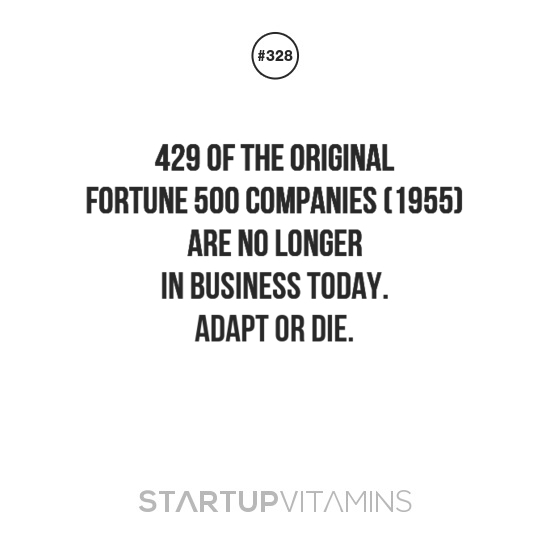 #328
429 OF THE ORIGINAL
FORTUNE 500 COMPANIES (1955)
ARE NO LONGER
IN BUSINESS TODAY.
ADAPT OR DIE.
STARTUPVITAMINS